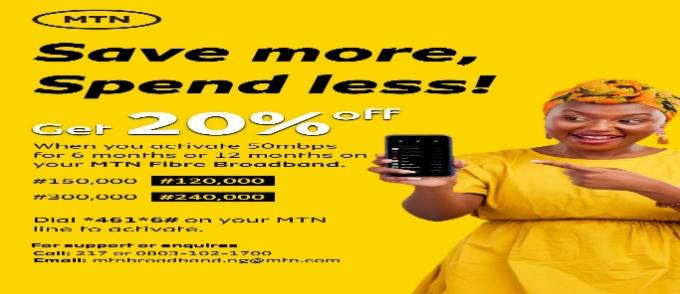 MTN
Save more,
Spend less!
Get 20% OFF
When you activate 50mbps
for 6 months or 12 months on
your MTN Fibre Broadband.
#150,000 #120,000
#300,000 #240,000
Dial *461*6# on your MTN
line to activate.
For support or enquires
Call: 217 or 0803-102-1700
Email: mtnbroadband.ng@mtn.com